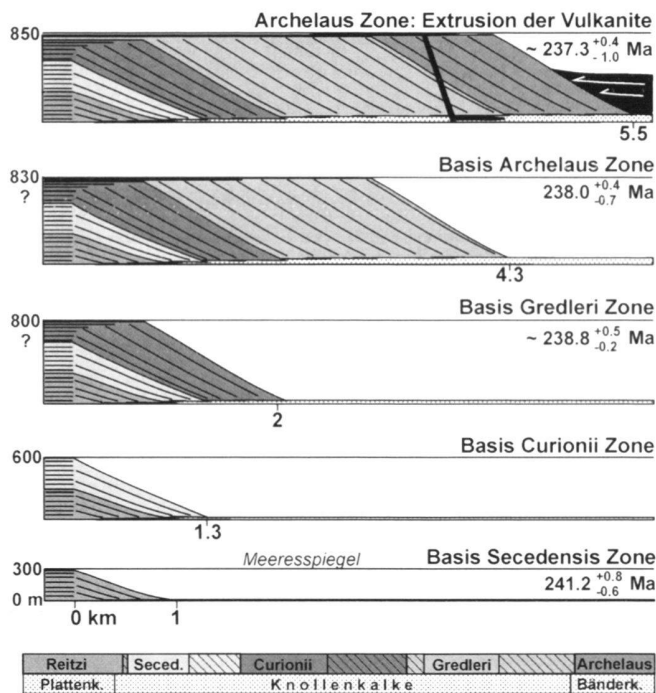 Archelaus Zone: Extrusion der Vulkanite
850
~ 237.3 +0.4 -1.0 Ma
5.5
Basis Archelaus Zone
830
?
238.0 +0.4 -0.7 Ma
4.3
Basis Gredleri Zone
800
?
~ 238.8 +0.5 -0.2 Ma
2
Basis Curionii Zone
600
1.3
Meeresspiegel
Basis Secedensis Zone
300
241.2 +0.8 -0.6 Ma
0 m
0 km 1
Reitzi Seced. Curionii Gredleri Archelaus
Plattenk. Knollenkalke Bänderk.